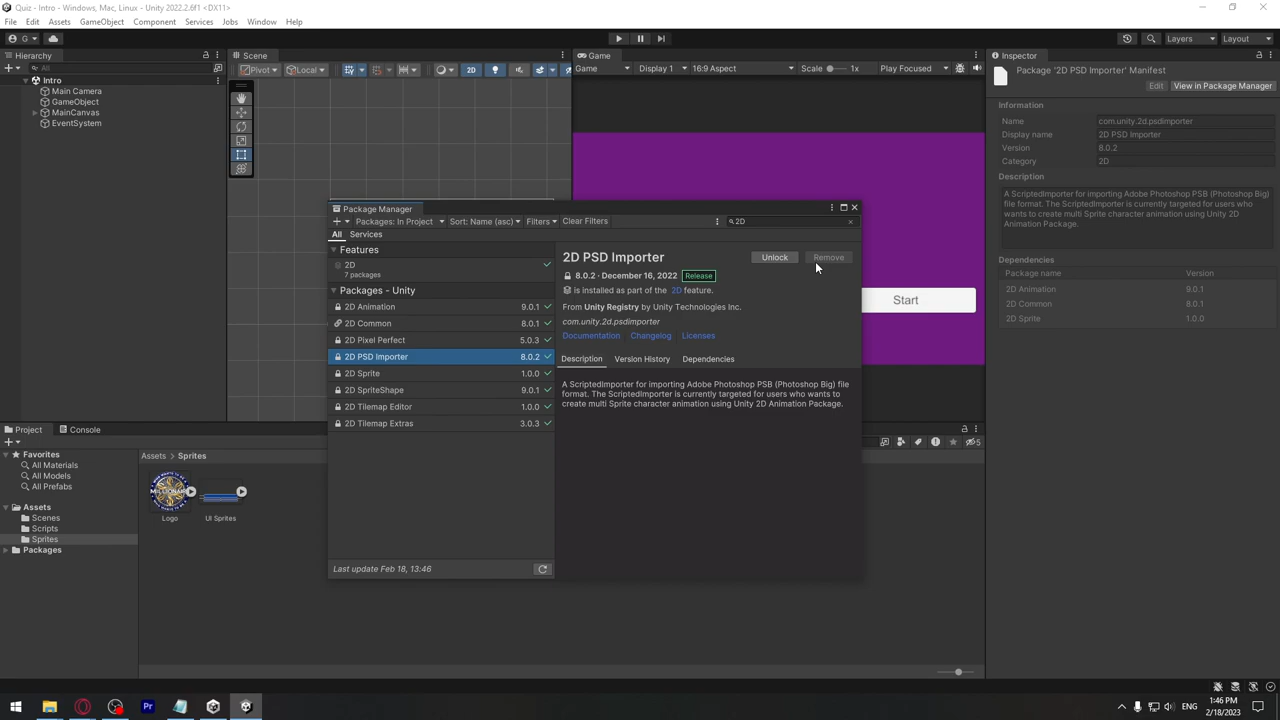 Quiz - Intro - Windows, Mac, Linux - Unity 2022.2.6f1 <DX11>
File Edit Assets GameObject Component Services Jobs Window Help
G
Layers Layout
Hierarchy
Scene
Game
Inspector
All
Pivot Local 2D
Game Display 1 16:9 Aspect Scale 1x Play Focused
Package '2D PSD Importer' Manifest
Edit View in Package Manager
Intro
Main Camera
GameObject
MainCanvas
EventSystem
Information
Name com.unity.2d.psdimporter
Display name 2D PSD Importer
Version 8.0.2
Category 2D
Description
A ScriptedImporter for importing Adobe Photoshop PSB (Photoshop Big) file format. The ScriptedImporter is currently targeted for users who wants to create multi Sprite character animation using Unity 2D Animation Package.
Dependencies
Package name
2D Animation 9.0.1
2D Common 8.0.1
2D Sprite 1.0.0
Start
Package Manager
Packages: In Project Sort: Name (asc) Filters Clear Filters 2D
All Services
Features
2D
7 packages
Packages - Unity
2D Animation 9.0.1
2D Common 8.0.1
2D Pixel Perfect 5.0.3
2D PSD Importer 8.0.2
2D Sprite 1.0.0
2D SpriteShape 9.0.1
2D Tilemap Editor 1.0.0
2D Tilemap Extras 3.0.3
Last update Feb 18, 13:46
2D PSD Importer Unlock Remove
8.0.2 · December 16, 2022 Release
is installed as part of the 2D feature.
From Unity Registry by Unity Technologies Inc.
com.unity.2d.psdimporter
Documentation Changelog Licenses
Description Version History Dependencies
A ScriptedImporter for importing Adobe Photoshop PSB (Photoshop Big) file
format. The ScriptedImporter is currently targeted for users who wants to
create multi Sprite character animation using Unity 2D Animation Package.
Project Console
5
Favorites
All Materials
All Models
All Prefabs
Assets
Scenes
Scripts
Sprites
Packages
Assets Sprites
MILLIONAIRE
Logo UI Sprites
Pr
ENG
1:46 PM
2/18/2023